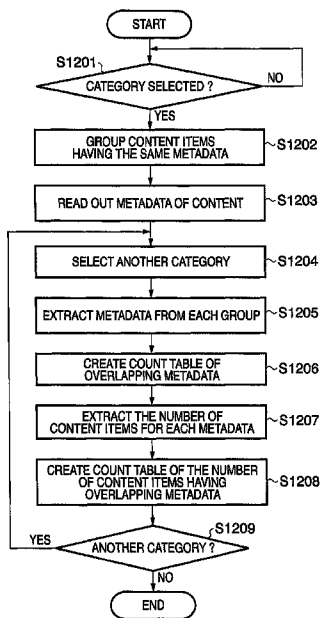 START
S1201
CATEGORY SELECTED ?
NO
YES
GROUP CONTENT ITEMS
HAVING THE SAME METADATA
S1202
READ OUT METADATA OF CONTENT
S1203
SELECT ANOTHER CATEGORY
S1204
EXTRACT METADATA FROM EACH GROUP
S1205
CREATE COUNT TABLE OF
OVERLAPPING METADATA
S1206
EXTRACT THE NUMBER OF
CONTENT ITEMS FOR EACH METADATA
S1207
CREATE COUNT TABLE OF THE NUMBER
OF CONTENT ITEMS HAVING
OVERLAPPING METADATA
S1208
S1209
YES
ANOTHER CATEGORY ?
NO
END